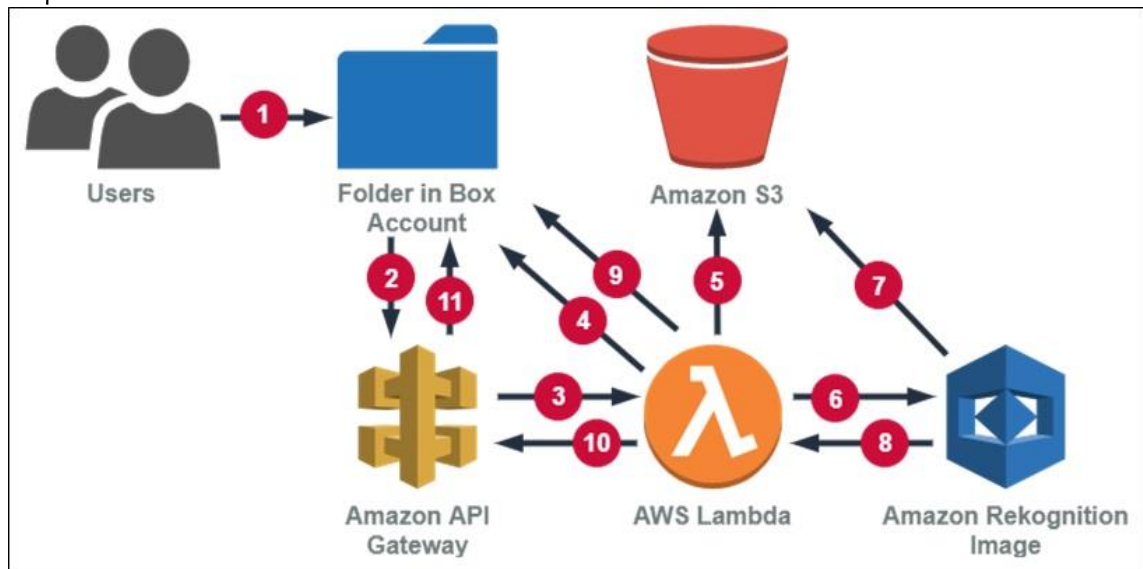 1
Users
Folder in Box
Account
Amazon S3
2
11
9
4
5
7
3
10
6
8
λ
Amazon API
Gateway
AWS Lambda
Amazon Rekognition
Image